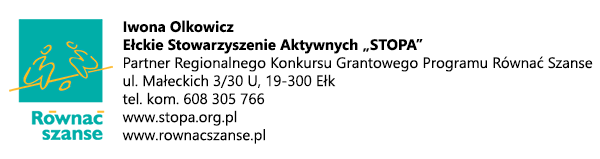 Iwona Olkowicz
Ełckie Stowarzyszenie Aktywnych „STOPA”
Partner Regionalnego Konkursu Grantowego Programu Równać Szanse
ul. Małeckich 3/30 U, 19-300 Ełk
tel. kom. 608 305 766
www.stopa.org.pl
www.rownacszanse.pl
Równać
szanse